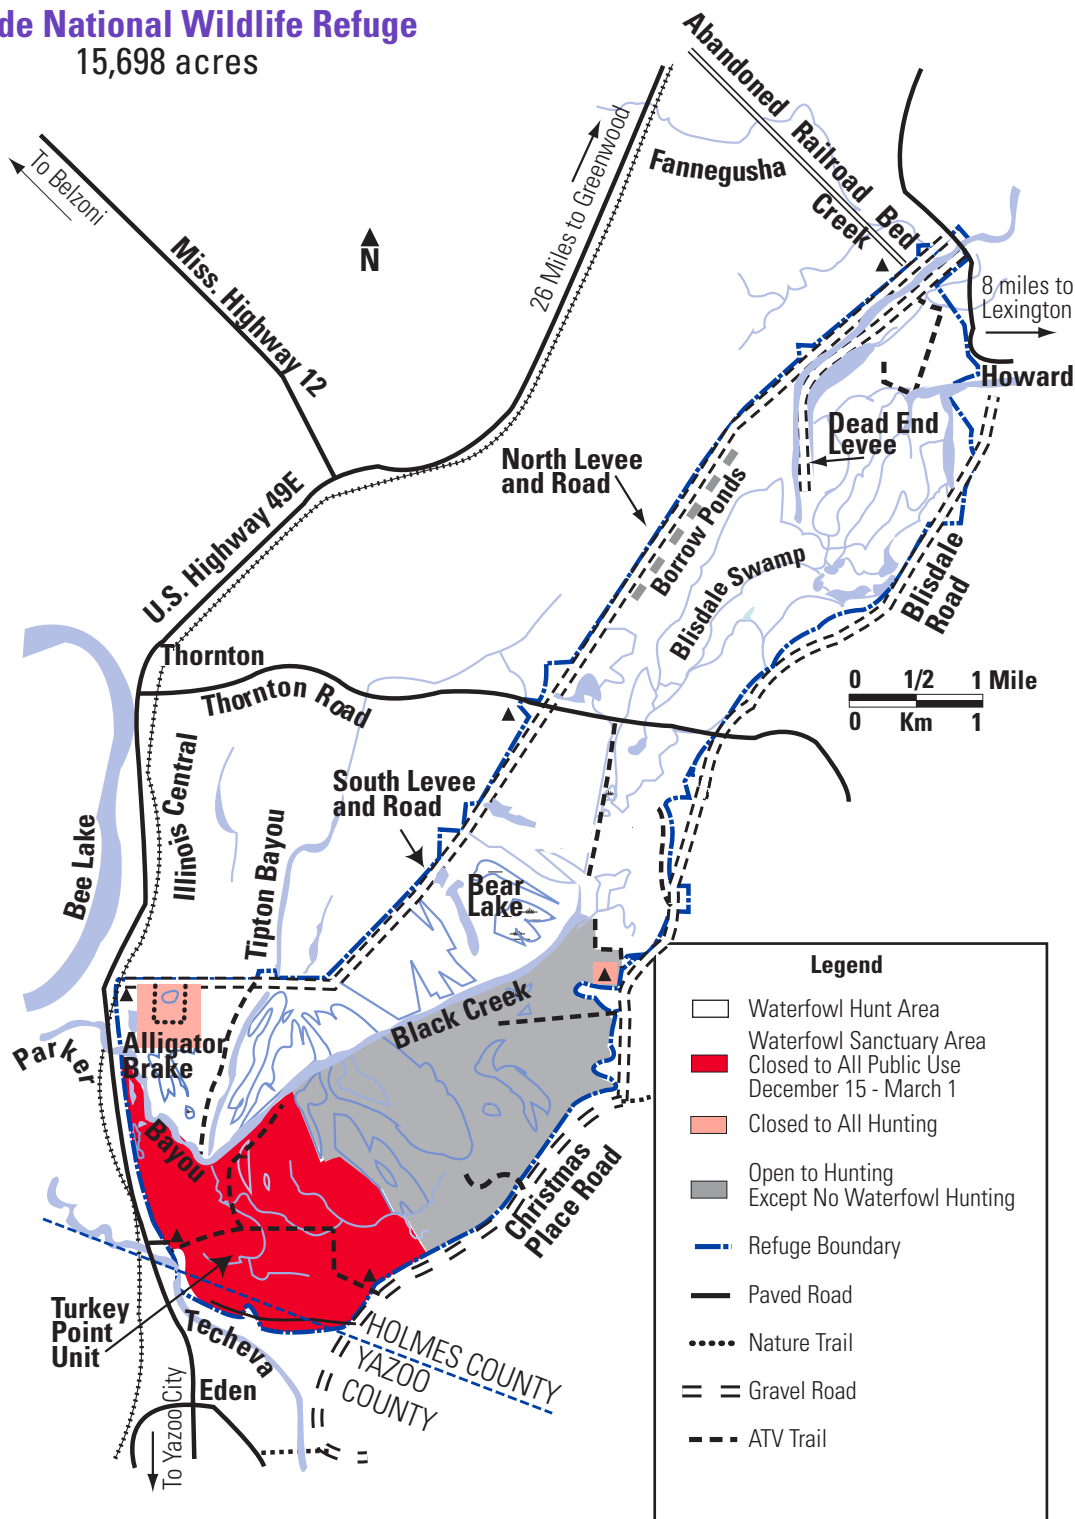 de National Wildlife Refuge
15,698 acres
Abandoned Railroad Bed
Fannegusha
Creek
To Belzoni
Miss. Highway 12
N
26 Miles to Greenwood
8 miles to
Lexington
Howard
Dead End
Levee
North Levee
and Road
Borrow Ponds
U.S. Highway 49E
Blisdale Swamp
Blisdale
Road
Thornton
Thornton Road
0 1/2 1 Mile
0 Km 1
South Levee
and Road
Illinois Central
Bee Lake
Tipton Bayou
Bear
Lake
Black Creek
Parker
Bayou
Alligator
Brake
Christmas
Place Road
Turkey
Point
Unit
Techeva
HOLMES COUNTY
YAZOO
COUNTY
Eden
To Yazoo City
Legend
Waterfowl Hunt Area
Waterfowl Sanctuary Area
Closed to All Public Use
December 15 - March 1
Closed to All Hunting
Open to Hunting
Except No Waterfowl Hunting
Refuge Boundary
Paved Road
Nature Trail
Gravel Road
ATV Trail